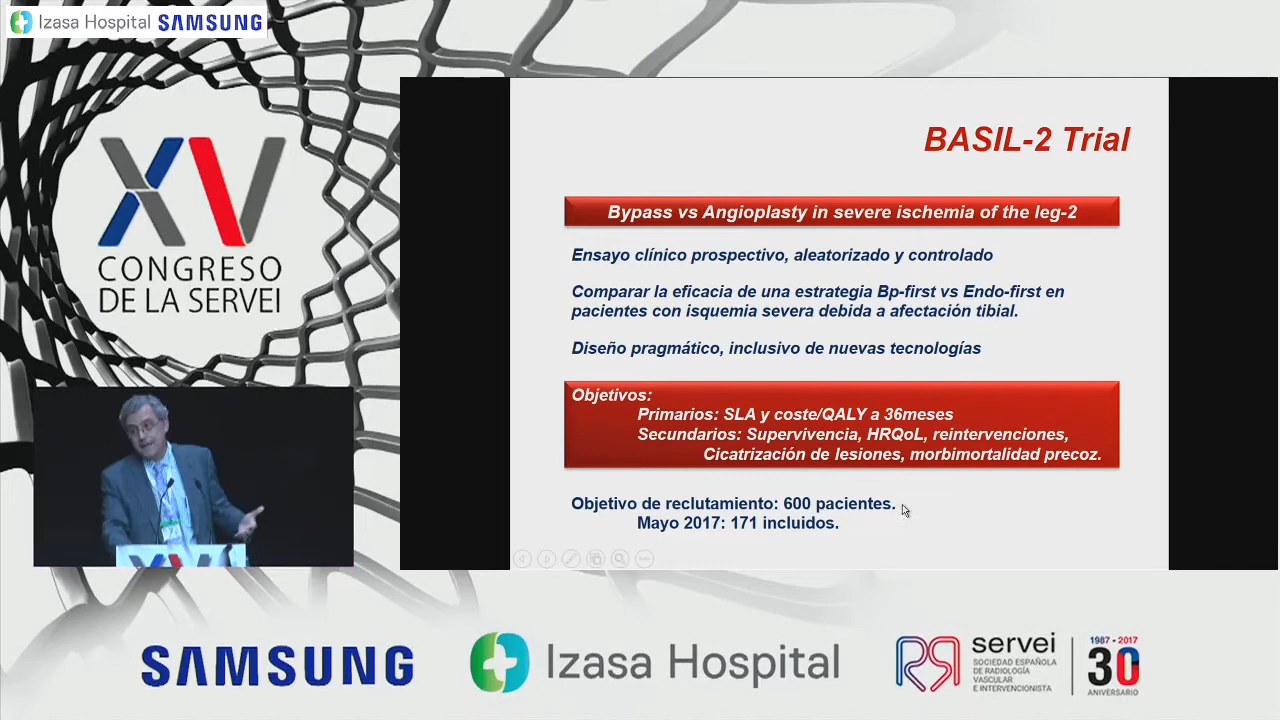 Izasa Hospital SAMSUNG
XV
CONGRESO
DE LA SERVEI
BASIL-2 Trial
Bypass vs Angioplasty in severe ischemia of the leg-2
Ensayo clínico prospectivo, aleatorizado y controlado
Comparar la eficacia de una estrategia Bp-first vs Endo-first en
pacientes con isquemia severa debida a afectación tibial.
Diseño pragmático, inclusivo de nuevas tecnologías
Objetivos:
Primarios: SLA y coste/QALY a 36meses
Secundarios: Supervivencia, HRQoL, reintervenciones,
Cicatrización de lesiones, morbimortalidad precoz.
Objetivo de reclutamiento: 600 pacientes.
Mayo 2017: 171 incluidos.
XV
SAMSUNG
Izasa Hospital
servei
SOCIEDAD ESPAÑOLA
DE RADIOLOGÍA
VASCULAR
E INTERVENCIONISTA
1987 - 2017
30
ANIVERSARIO